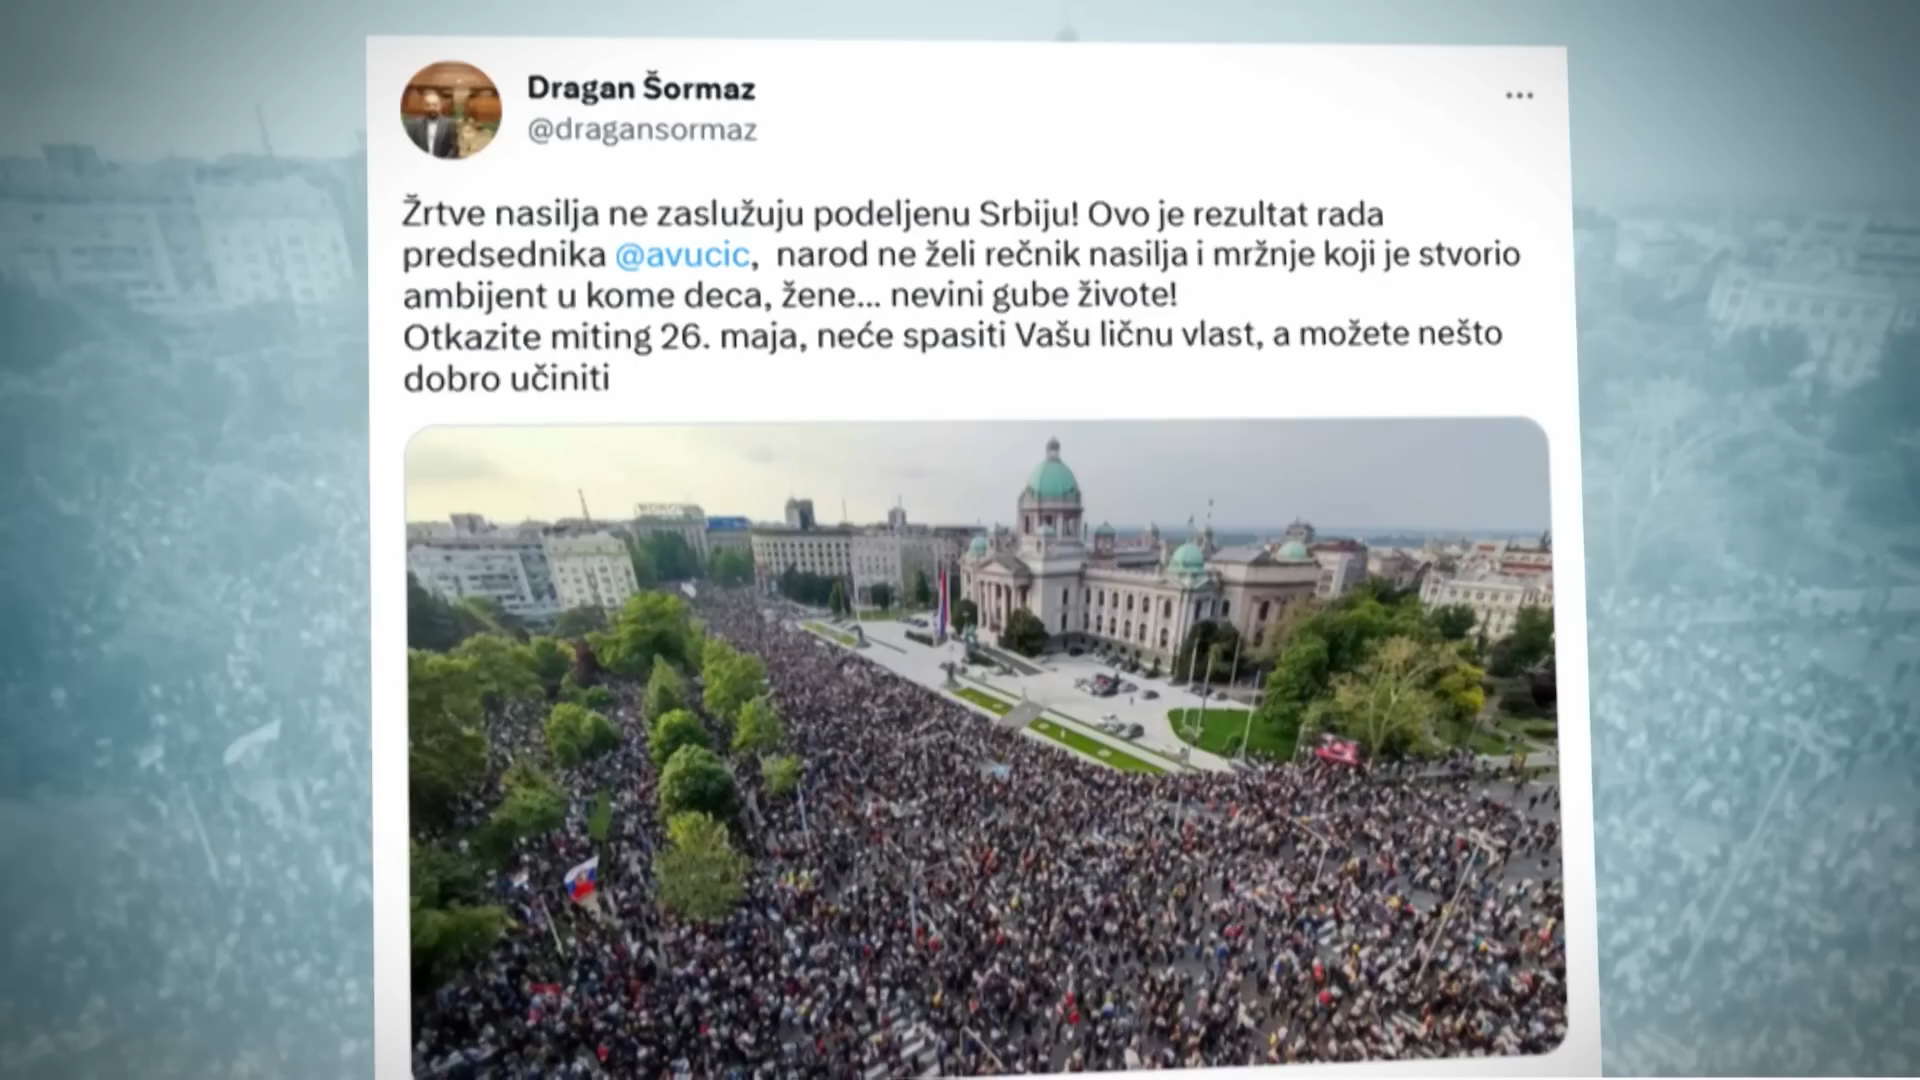 Dragan Šormaz
@dragansormaz
Žrtve nasilja ne zaslužuju podeljenu Srbiju! Ovo je rezultat rada
predsednika @avucic, narod ne želi rečnik nasilja i mržnje koji je stvorio
ambijent u kome deca, žene... nevini gube živote!
Otkazite miting 26. maja, neće spasiti Vašu ličnu vlast, a možete nešto
dobro učiniti